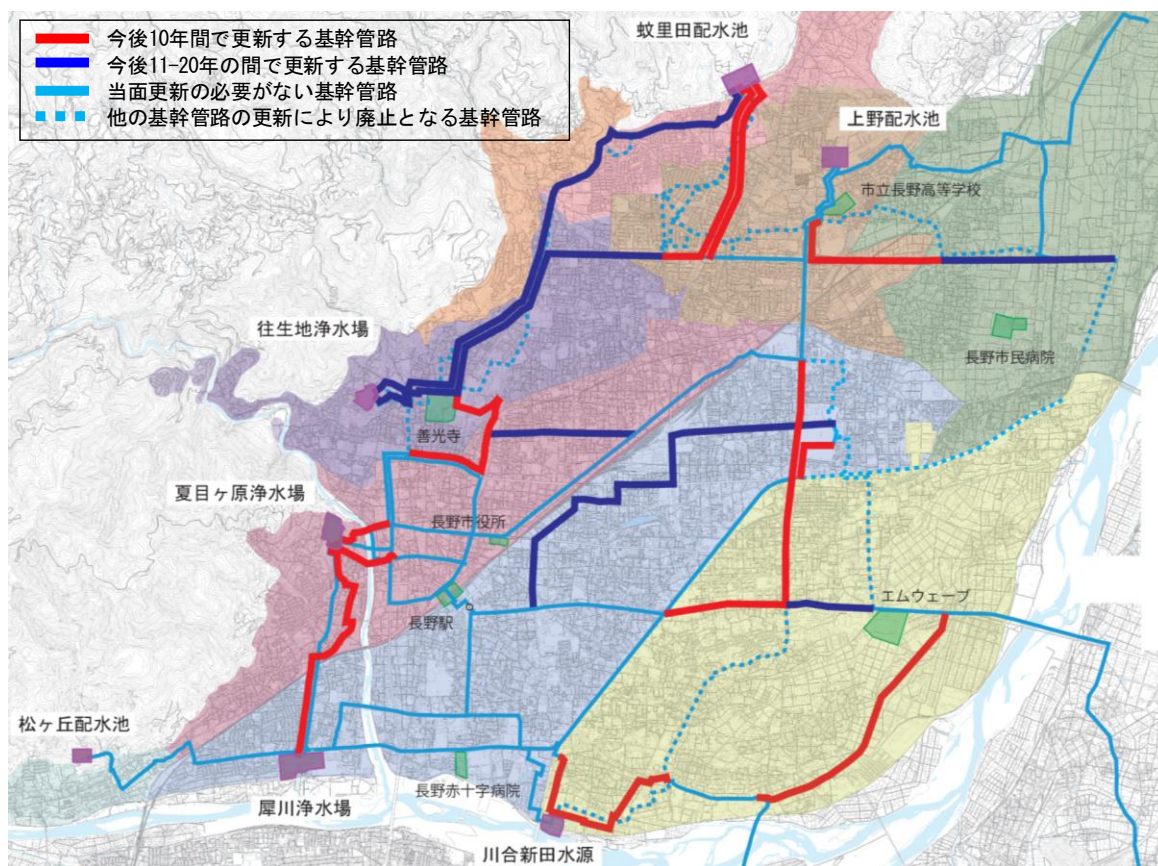 今後10年間で更新する基幹管路
今後11-20年の間で更新する基幹管路
当面更新の必要がない基幹管路
他の基幹管路の更新により廃止となる基幹管路
蚊里田配水池
上野配水池
市立長野高等学校
往生地浄水場
長野市民病院
善光寺
夏目ヶ原浄水場
長野市役所
長野駅
エムウェーブ
松ヶ丘配水池
犀川浄水場
長野赤十字病院
川合新田水源